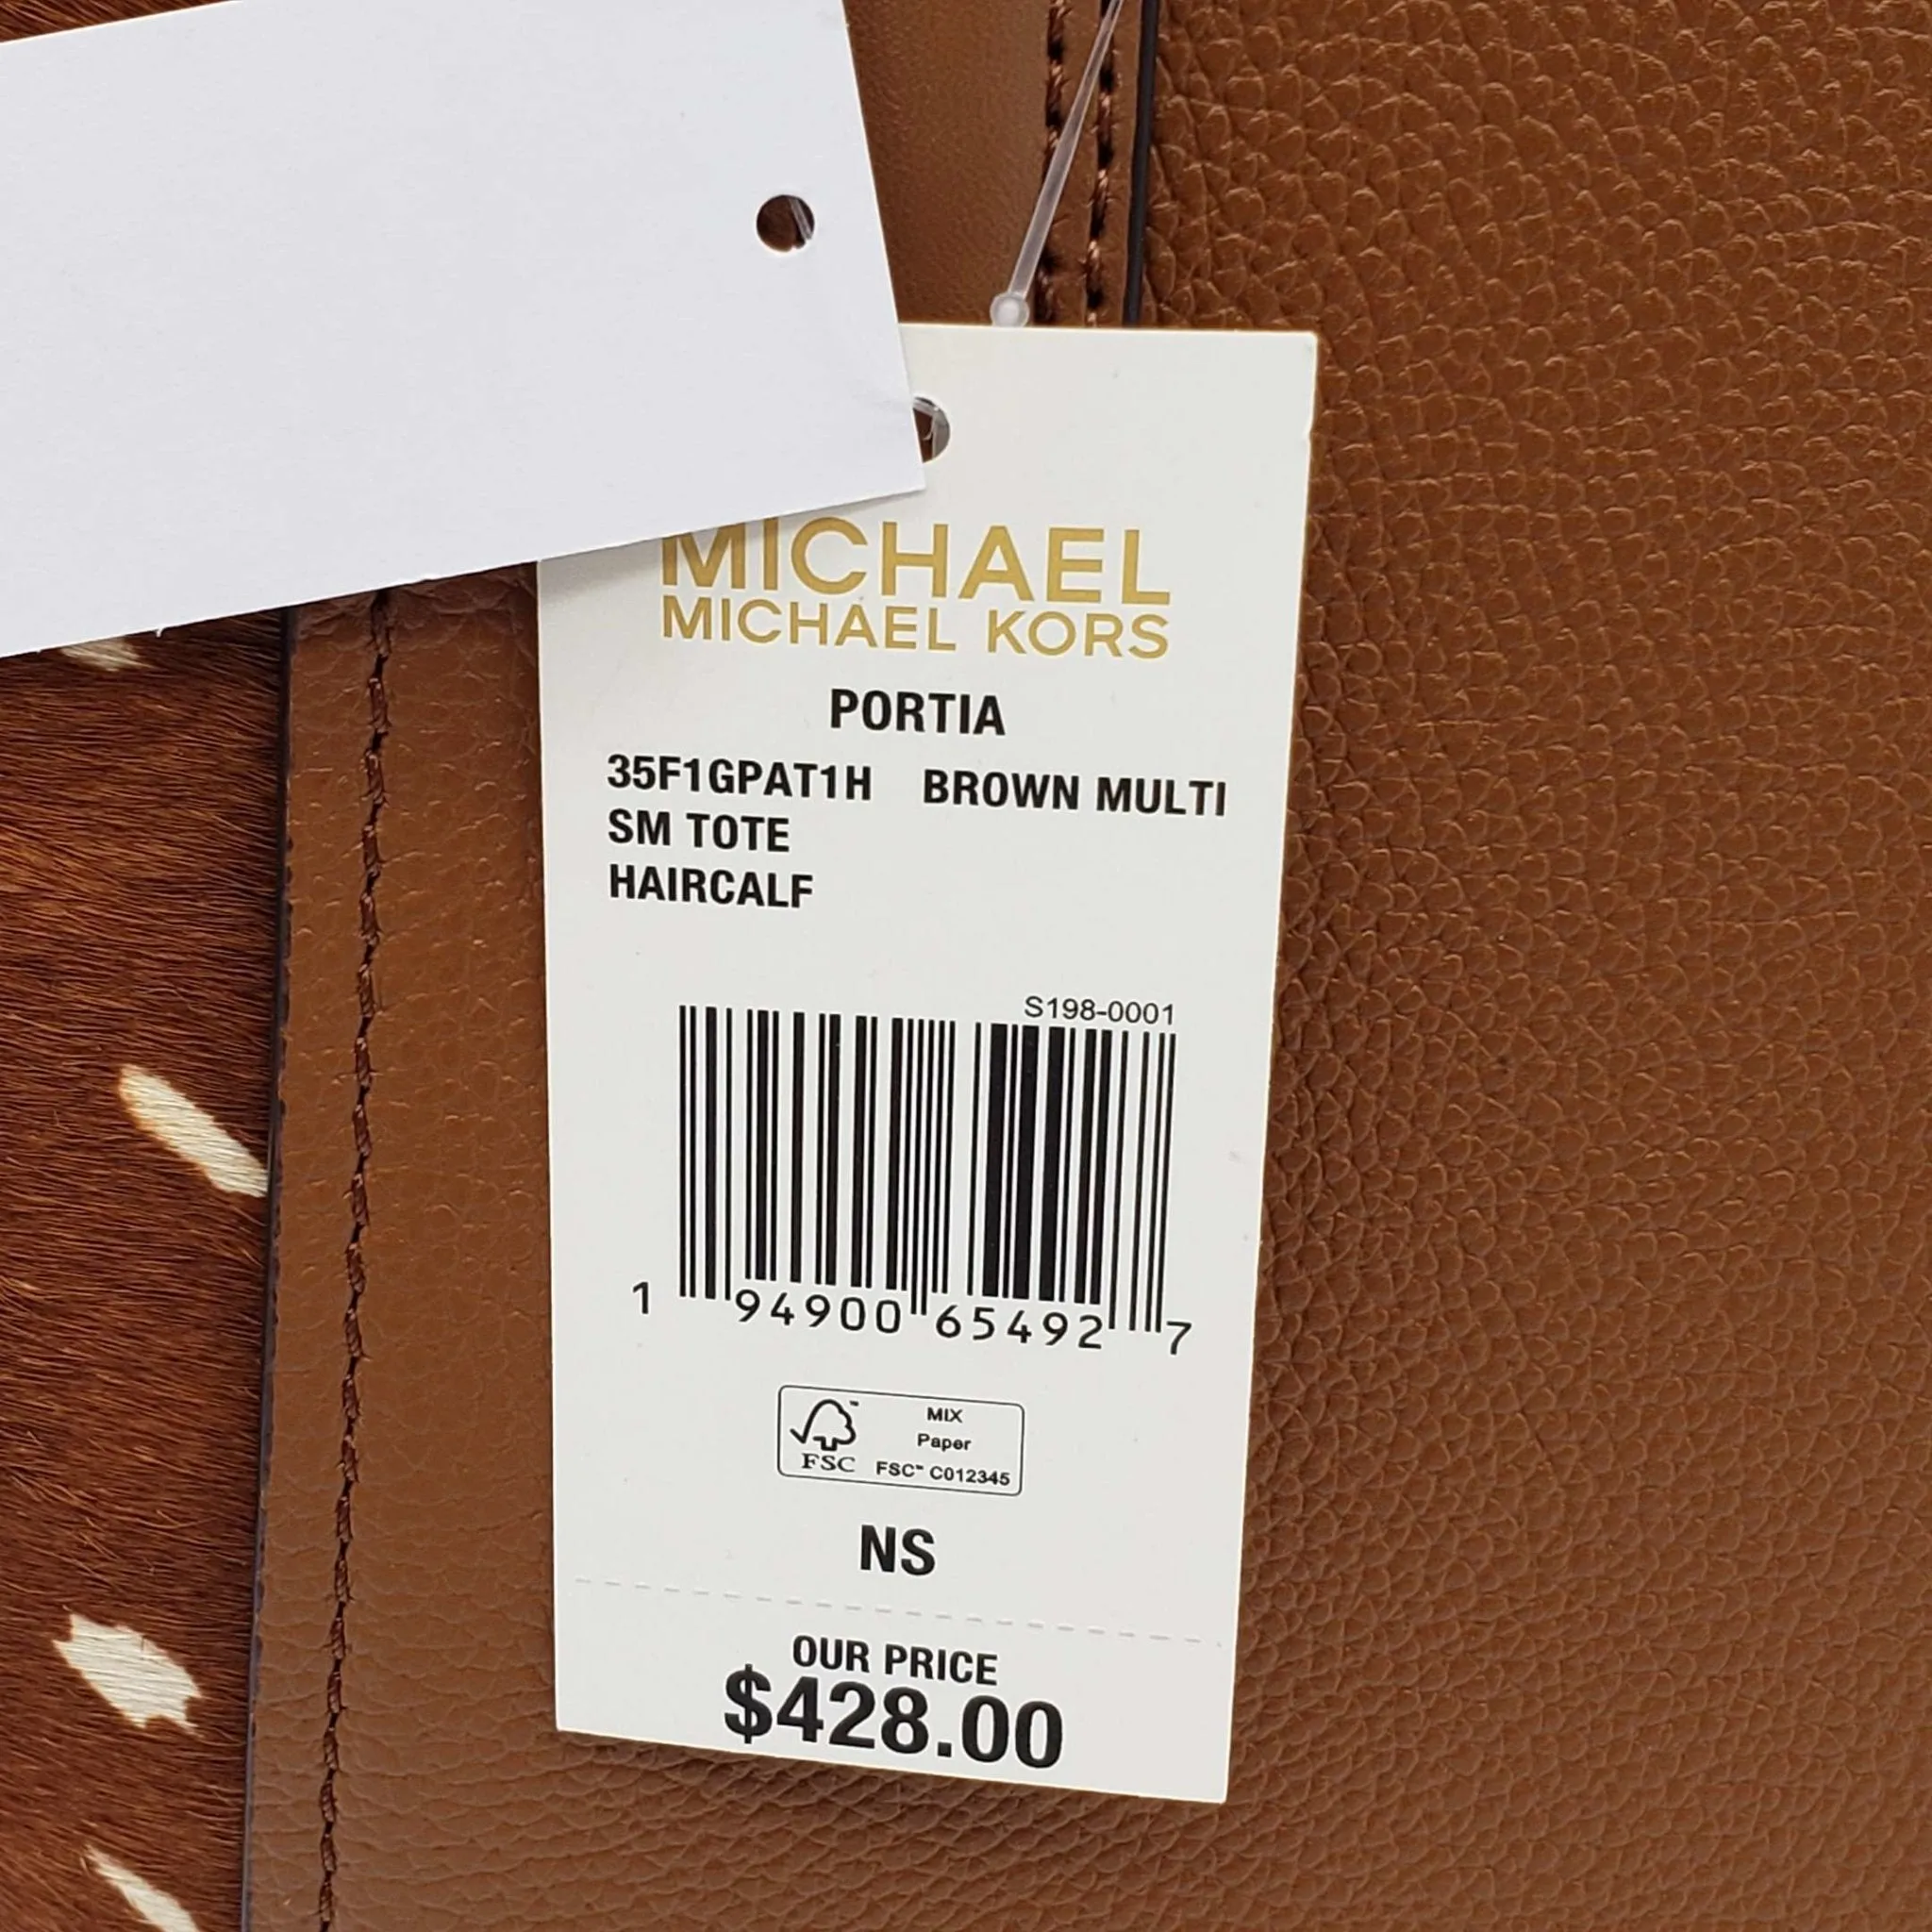 MICHAEL
MICHAEL KORS
PORTIA
35F1GPAT1H BROWN MULTI
SM TOTE
HAIRCALF
S198-0001
1 94900 65492 7
MIX
Paper
FSC FSC™ C012345
NS
OUR PRICE
$428.00